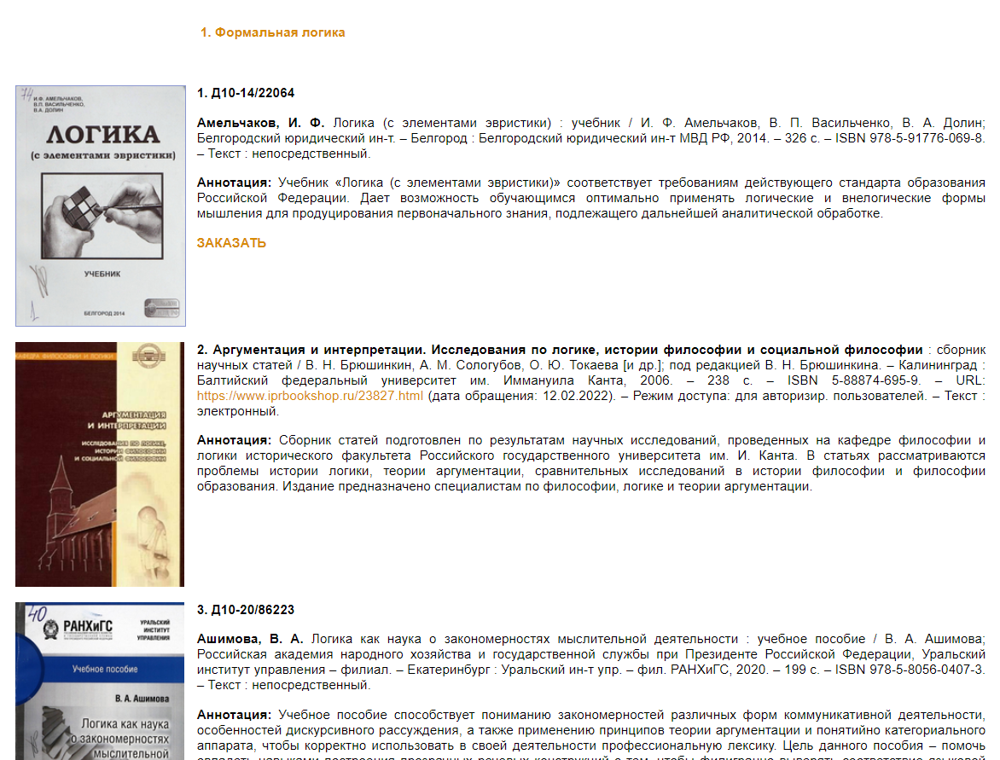 1. Формальная логика
74
И.Ф. АМЕЛЬЧАКОВ,
В.П. ВАСИЛЬЧЕНКО,
В.А. ДОЛИН
ЛОГИКА
(с элементами эвристики)
УЧЕБНИК
БЕЛГОРОД 2014
1. Д10-14/22064
Амельчаков, И. Ф. Логика (с элементами эвристики) : учебник / И. Ф. Амельчаков, В. П. Васильченко, В. А. Долин;
Белгородский юридический ин-т. – Белгород : Белгородский юридический ин-т МВД РФ, 2014. – 326 с. – ISBN 978-5-91776-069-8.
– Текст : непосредственный.
Аннотация: Учебник «Логика (с элементами эвристики)» соответствует требованиям действующего стандарта образования
Российской Федерации. Дает возможность обучающимся оптимально применять логические и внелогические формы
мышления для продуцирования первоначального знания, подлежащего дальнейшей аналитической обработке.
ЗАКАЗАТЬ
КАФЕДРА ФИЛОСОФИИ И ЛОГИКИ
АРГУМЕНТАЦИЯ
И ИНТЕРПРЕТАЦИИ
ИССЛЕДОВАНИЯ ПО ЛОГИКЕ,
ИСТОРИИ ФИЛОСОФИИ
И СОЦИАЛЬНОЙ ФИЛОСОФИИ
2. Аргументация и интерпретации. Исследования по логике, истории философии и социальной философии : сборник
научных статей / В. Н. Брюшинкин, А. М. Сологубов, О. Ю. Токаева [и др.]; под редакцией В. Н. Брюшинкина. – Калининград :
Балтийский федеральный университет им. Иммануила Канта, 2006. – 238 c. – ISBN 5-88874-695-9. – URL:
https://www.iprbookshop.ru/23827.html (дата обращения: 12.02.2022). – Режим доступа: для авторизир. пользователей. – Текст :
электронный.
Аннотация: Сборник статей подготовлен по результатам научных исследований, проведенных на кафедре философии и
логики исторического факультета Российского государственного университета им. И. Канта. В статьях рассматриваются
проблемы истории логики, теории аргументации, сравнительных исследований в истории философии и философии
образования. Издание предназначено специалистам по философии, логике и теории аргументации.
40
РАНХиГС
УРАЛЬСКИЙ
ИНСТИТУТ
УПРАВЛЕНИЯ
Учебное пособие
В. А. Ашимова
Логика как наука
о закономерностях
мыслительной
3. Д10-20/86223
Ашимова, В. А. Логика как наука о закономерностях мыслительной деятельности : учебное пособие / В. А. Ашимова;
Российская академия народного хозяйства и государственной службы при Президенте Российской Федерации, Уральский
институт управления – филиал. – Екатеринбург : Уральский ин-т упр. – фил. РАНХиГС, 2020. – 199 с. – ISBN 978-5-8056-0407-3.
– Текст : непосредственный.
Аннотация: Учебное пособие способствует пониманию закономерностей различных форм коммуникативной деятельности,
особенностей дискурсивного рассуждения, а также применению принципов теории аргументации и понятийно категориального
аппарата, чтобы корректно использовать в своей деятельности профессиональную лексику. Цель данного пособия – помочь